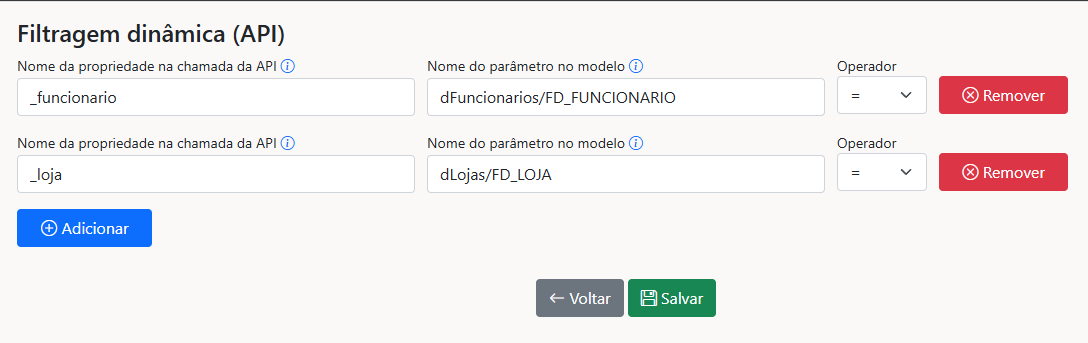 Filtragem dinâmica (API)
Nome da propriedade na chamada da API Nome do parâmetro no modelo Operador
_funcionario dFuncionarios/FD_FUNCIONARIO = Remover
Nome da propriedade na chamada da API Nome do parâmetro no modelo Operador
_loja dLojas/FD_LOJA = Remover
Adicionar
Voltar Salvar